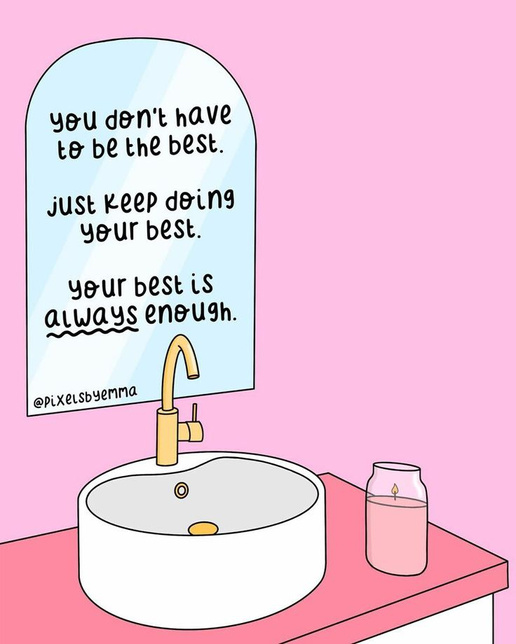 you don't have
to be the best.
just keep doing
your best.
your best is
always enough.
@pixelsbyemma